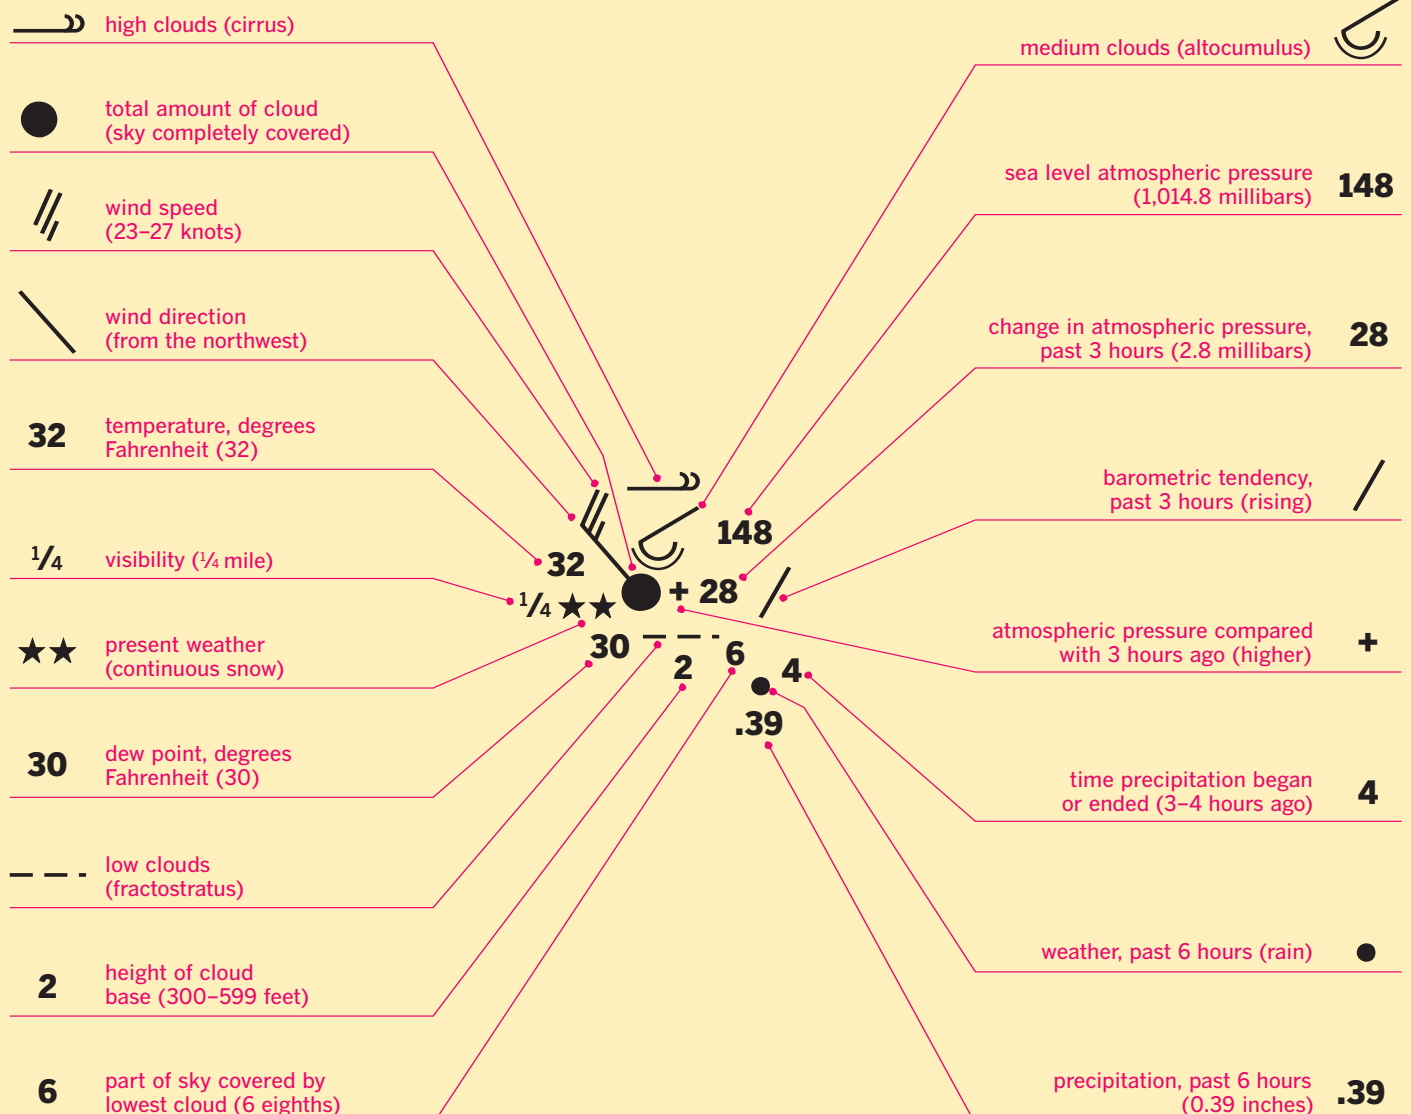 high clouds (cirrus)
total amount of cloud
(sky completely covered)
wind speed
(23–27 knots)
wind direction
(from the northwest)
32
temperature, degrees
Fahrenheit (32)
1/4
visibility (1/4 mile)
★★
present weather
(continuous snow)
30
dew point, degrees
Fahrenheit (30)
low clouds
(fractostratus)
2
height of cloud
base (300–599 feet)
6
part of sky covered by
lowest cloud (6 eighths)
148
32
+ 28
1/4 ★★
30
2
6
4
.39
medium clouds (altocumulus)
sea level atmospheric pressure
(1,014.8 millibars)
148
change in atmospheric pressure,
past 3 hours (2.8 millibars)
28
barometric tendency,
past 3 hours (rising)
atmospheric pressure compared
with 3 hours ago (higher)
+
time precipitation began
or ended (3–4 hours ago)
4
weather, past 6 hours (rain)
precipitation, past 6 hours
(0.39 inches)
.39